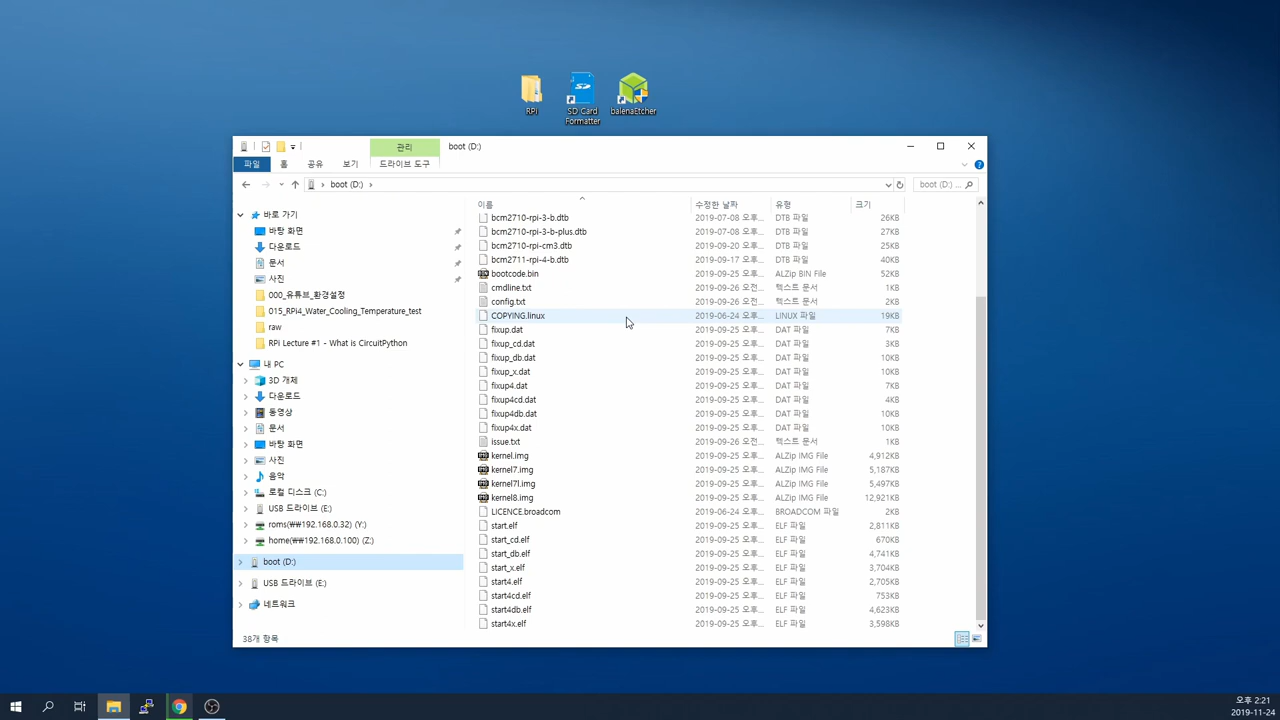 RPi
SD Card Formatter
balenaEtcher
관리
boot (D:)
파일
홈
공유
보기
드라이브 도구
boot (D:)
boot (D:) ...
이름
수정한 날짜
유형
크기
바로 가기
바탕 화면
다운로드
문서
사진
000_유튜브_환경설정
015_RPi4_Water_Cooling_Temperature_test
raw
RPi Lecture #1 - What is CircuitPython
내 PC
3D 개체
다운로드
동영상
문서
바탕 화면
사진
음악
로컬 디스크 (C:)
USB 드라이브 (E:)
roms(₩₩192.168.0.32) (Y:)
home(₩₩192.168.0.100) (Z:)
boot (D:)
USB 드라이브 (E:)
네트워크
bcm2710-rpi-3-b.dtb 2019-07-08 오후... DTB 파일 26KB
bcm2710-rpi-3-b-plus.dtb 2019-07-08 오후... DTB 파일 27KB
bcm2710-rpi-cm3.dtb 2019-09-20 오후... DTB 파일 25KB
bcm2711-rpi-4-b.dtb 2019-09-17 오후... DTB 파일 40KB
bootcode.bin 2019-09-25 오후... ALZip BIN File 52KB
cmdline.txt 2019-09-26 오전... 텍스트 문서 1KB
config.txt 2019-09-26 오전... 텍스트 문서 2KB
COPYING.linux 2019-06-24 오후... LINUX 파일 19KB
fixup.dat 2019-09-25 오후... DAT 파일 7KB
fixup_cd.dat 2019-09-25 오후... DAT 파일 3KB
fixup_db.dat 2019-09-25 오후... DAT 파일 10KB
fixup_x.dat 2019-09-25 오후... DAT 파일 10KB
fixup4.dat 2019-09-25 오후... DAT 파일 7KB
fixup4cd.dat 2019-09-25 오후... DAT 파일 4KB
fixup4db.dat 2019-09-25 오후... DAT 파일 10KB
fixup4x.dat 2019-09-25 오후... DAT 파일 10KB
issue.txt 2019-09-26 오전... 텍스트 문서 1KB
kernel.img 2019-09-25 오후... ALZip IMG File 4,912KB
kernel7.img 2019-09-25 오후... ALZip IMG File 5,187KB
kernel7l.img 2019-09-25 오후... ALZip IMG File 5,497KB
kernel8.img 2019-09-25 오후... ALZip IMG File 12,921KB
LICENCE.broadcom 2019-06-24 오후... BROADCOM 파일 2KB
start.elf 2019-09-25 오후... ELF 파일 2,811KB
start_cd.elf 2019-09-25 오후... ELF 파일 670KB
start_db.elf 2019-09-25 오후... ELF 파일 4,741KB
start_x.elf 2019-09-25 오후... ELF 파일 3,704KB
start4.elf 2019-09-25 오후... ELF 파일 2,705KB
start4cd.elf 2019-09-25 오후... ELF 파일 753KB
start4db.elf 2019-09-25 오후... ELF 파일 4,623KB
start4x.elf 2019-09-25 오후... ELF 파일 3,598KB
38개 항목
오후 2:21
2019-11-24